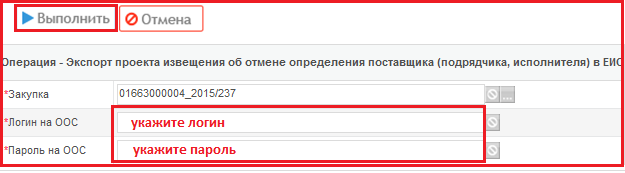 Выполнить Отмена
Операция - Экспорт проекта извещения об отмене определения поставщика (подрядчика, исполнителя) в ЕИС
*Закупка 01663000004_2015/237
*Логин на ООС укажите логин
*Пароль на ООС укажите пароль